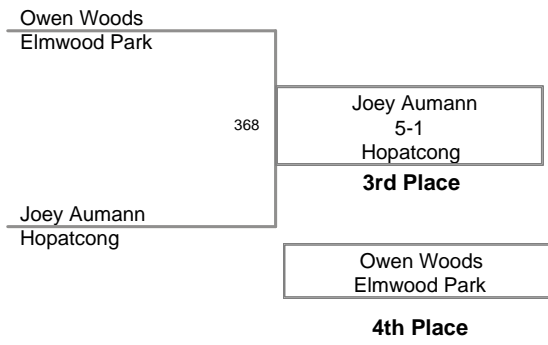 Owen Woods
Elmwood Park
368
Joey Aumann
5-1
Hopatcong
3rd Place
Joey Aumann
Hopatcong
Owen Woods
Elmwood Park
4th Place